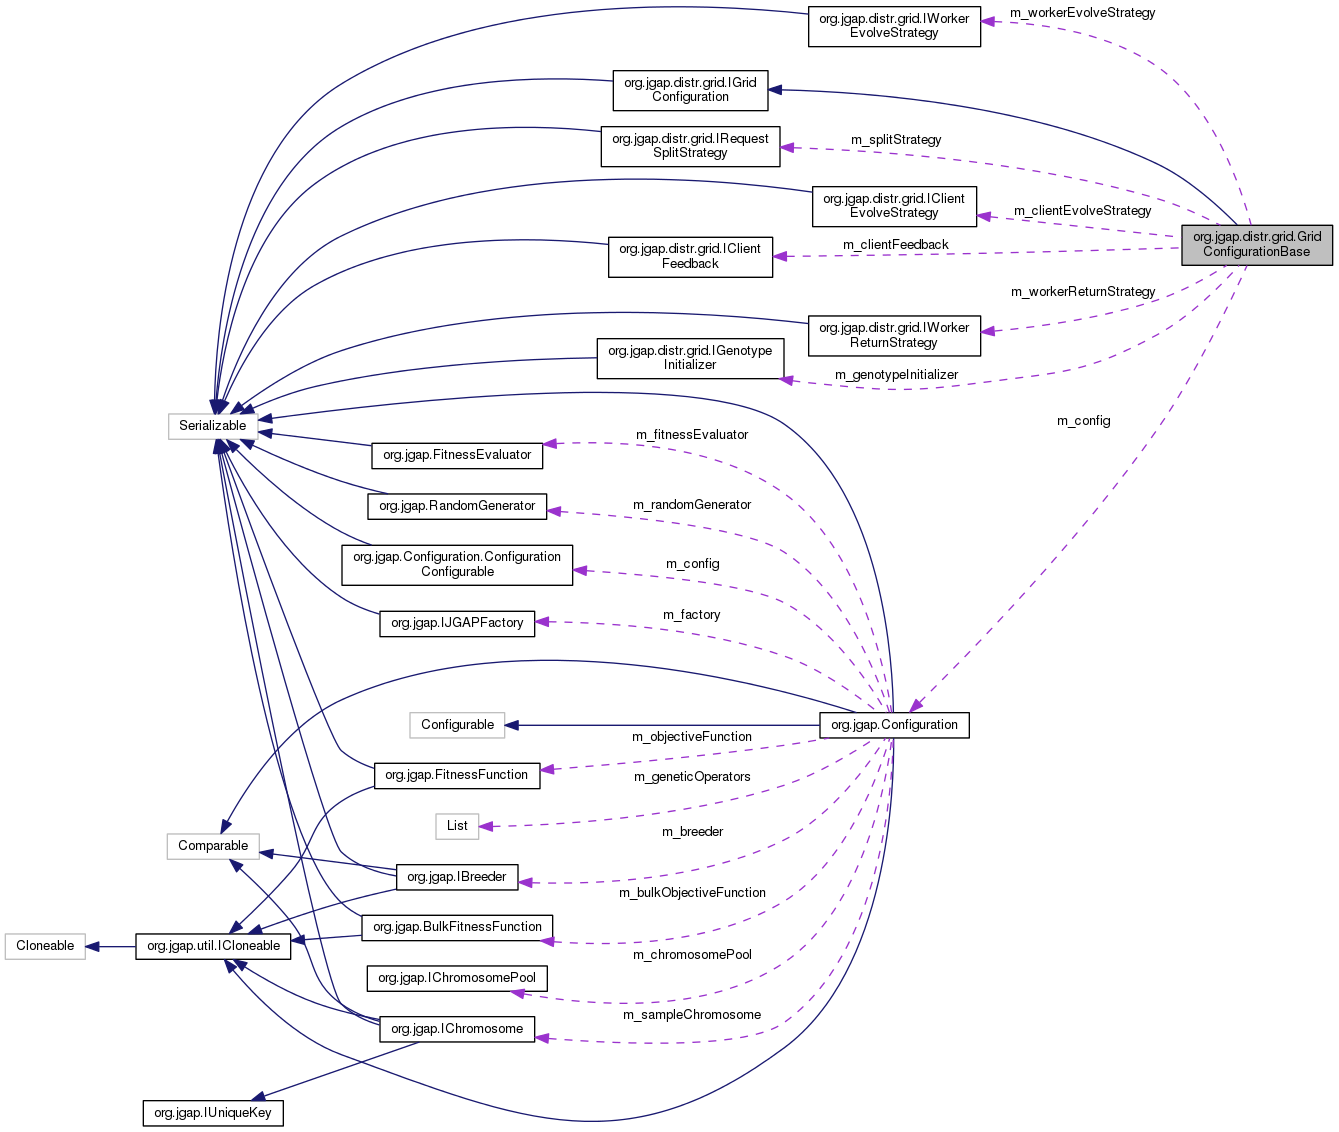 org.jgap.distr.grid.IWorker
EvolveStrategy
m_workerEvolveStrategy
org.jgap.distr.grid.IGrid
Configuration
org.jgap.distr.grid.IRequest
SplitStrategy
m_splitStrategy
org.jgap.distr.grid.IClient
EvolveStrategy
m_clientEvolveStrategy
org.jgap.distr.grid.Grid
ConfigurationBase
org.jgap.distr.grid.IClient
Feedback
m_clientFeedback
m_workerReturnStrategy
org.jgap.distr.grid.IWorker
ReturnStrategy
org.jgap.distr.grid.IGenotype
Initializer
m_genotypeInitializer
m_config
Serializable
m_fitnessEvaluator
org.jgap.FitnessEvaluator
org.jgap.RandomGenerator
m_randomGenerator
org.jgap.Configuration.Configuration
Configurable
m_config
org.jgap.IJGAPFactory
m_factory
Configurable
org.jgap.Configuration
m_objectiveFunction
org.jgap.FitnessFunction
m_geneticOperators
List
m_breeder
Comparable
org.jgap.IBreeder
m_bulkObjectiveFunction
org.jgap.BulkFitnessFunction
Cloneable
org.jgap.util.ICloneable
m_chromosomePool
org.jgap.IChromosomePool
m_sampleChromosome
org.jgap.IChromosome
org.jgap.IUniqueKey